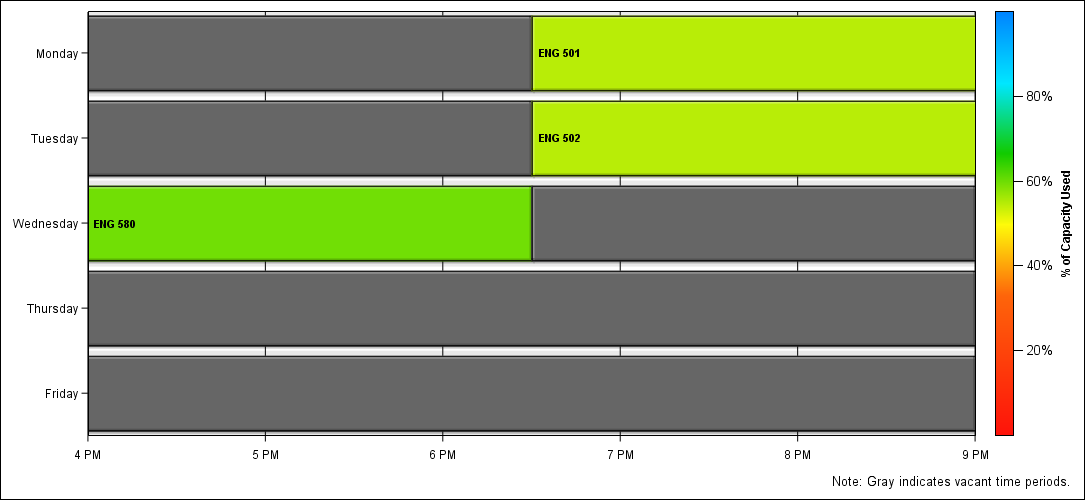 Monday
ENG 501
Tuesday
ENG 502
Wednesday
ENG 580
Thursday
Friday
4 PM 5 PM 6 PM 7 PM 8 PM 9 PM
80%
60%
40%
20%
% of Capacity Used
Note: Gray indicates vacant time periods.